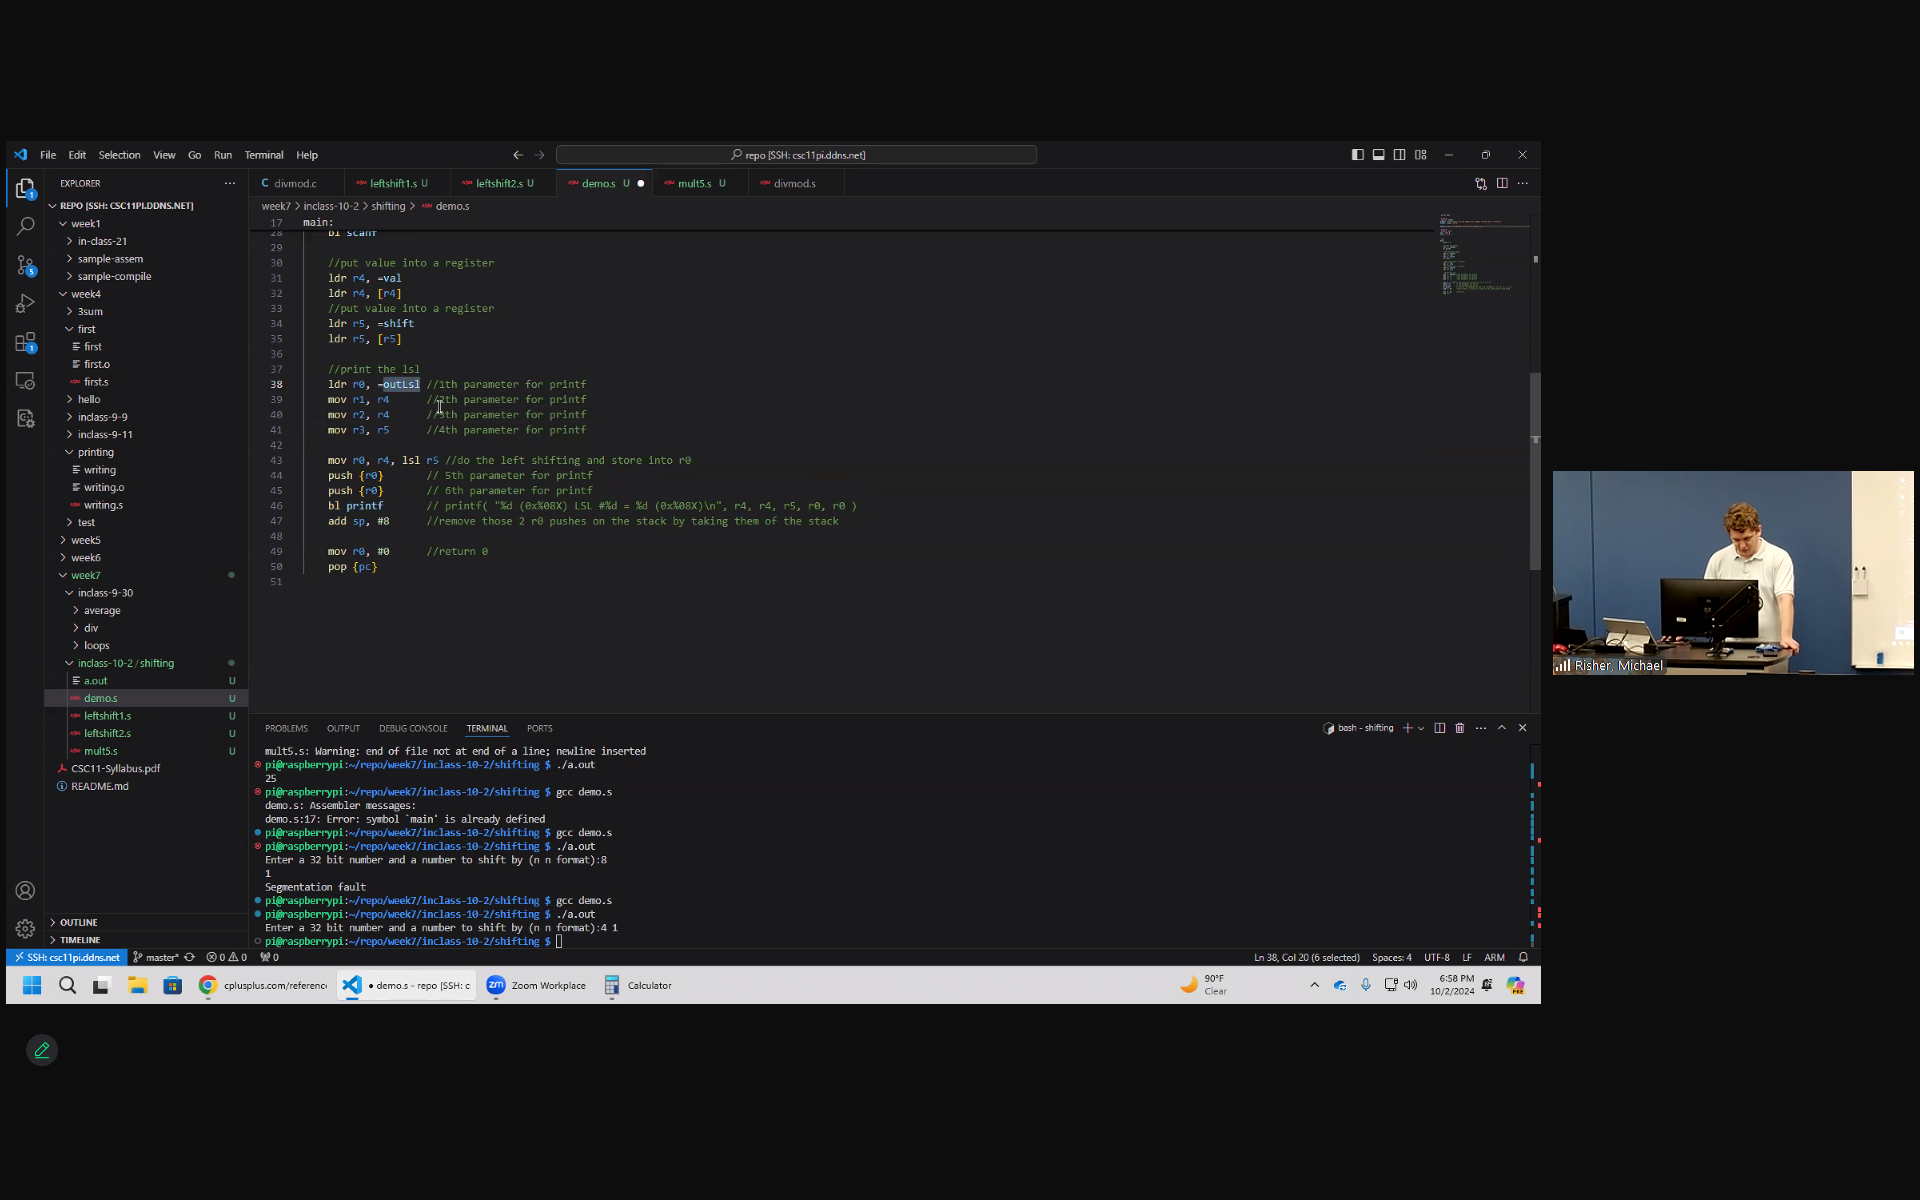 File Edit Selection View Go Run Terminal Help
repo [SSH: csc11pi.ddns.net]
EXPLORER
REPO [SSH: CSC11PI.DDNS.NET]
week1
in-class-21
sample-assem
sample-compile
week4
3sum
first
first
first.o
first.s
hello
inclass-9-9
inclass-9-11
printing
writing
writing.o
writing.s
test
week5
week6
week7
inclass-9-30
average
div
loops
inclass-10-2 / shifting
a.out U
demo.s U
leftshift1.s U
leftshift2.s U
mult5.s U
CSC11-Syllabus.pdf
README.md
OUTLINE
TIMELINE
C divmod.c leftshift1.s U leftshift2.s U demo.s U mult5.s U divmod.s
week7 > inclass-10-2 > shifting > demo.s
17 main:
28 bl scanf
29
30 //put value into a register
31 ldr r4, =val
32 ldr r4, [r4]
33 //put value into a register
34 ldr r5, =shift
35 ldr r5, [r5]
36
37 //print the lsl
38 ldr r0, =outLsl //1th parameter for printf
39 mov r1, r4 //2th parameter for printf
40 mov r2, r4 //3th parameter for printf
41 mov r3, r5 //4th parameter for printf
42
43 mov r0, r4, lsl r5 //do the left shifting and store into r0
44 push {r0} // 5th parameter for printf
45 push {r0} // 6th parameter for printf
46 bl printf // printf( "%d (0x%08X) LSL #%d = %d (0x%08X)\n", r4, r4, r5, r0, r0 )
47 add sp, #8 //remove those 2 r0 pushes on the stack by taking them of the stack
48
49 mov r0, #0 //return 0
50 pop {pc}
51
PROBLEMS OUTPUT DEBUG CONSOLE TERMINAL PORTS
bash - shifting
mult5.s: Warning: end of file not at end of a line; newline inserted
pi@raspberrypi:~/repo/week7/inclass-10-2/shifting $ ./a.out
25
pi@raspberrypi:~/repo/week7/inclass-10-2/shifting $ gcc demo.s
demo.s: Assembler messages:
demo.s:17: Error: symbol `main' is already defined
pi@raspberrypi:~/repo/week7/inclass-10-2/shifting $ gcc demo.s
pi@raspberrypi:~/repo/week7/inclass-10-2/shifting $ ./a.out
Enter a 32 bit number and a number to shift by (n n format):8
1
Segmentation fault
pi@raspberrypi:~/repo/week7/inclass-10-2/shifting $ gcc demo.s
pi@raspberrypi:~/repo/week7/inclass-10-2/shifting $ ./a.out
Enter a 32 bit number and a number to shift by (n n format):4 1
pi@raspberrypi:~/repo/week7/inclass-10-2/shifting $
SSH: csc11pi.ddns.net master* 0 0 0 Ln 38, Col 20 (6 selected) Spaces: 4 UTF-8 LF ARM
cplusplus.com/referenc demo.s - repo [SSH: c zm Zoom Workplace Calculator
90°F
Clear
6:58 PM
10/2/2024
Risher, Michael